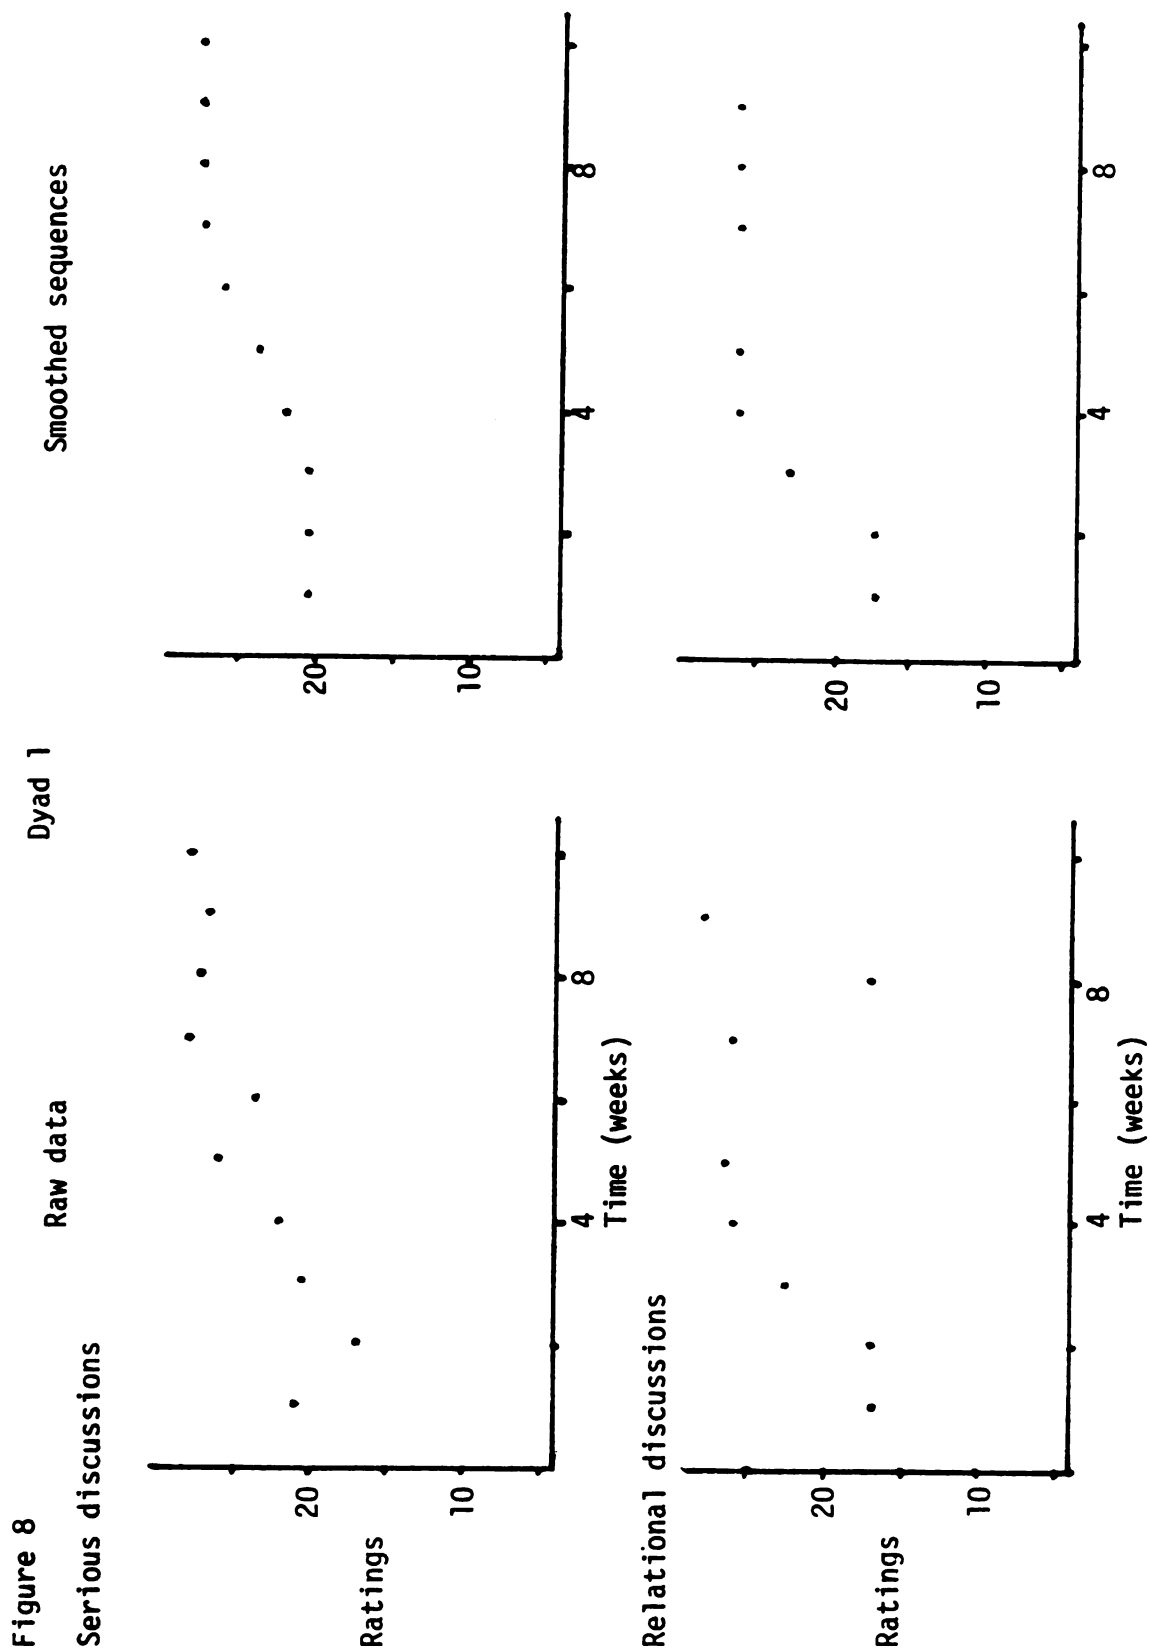 Figure 8
Dyad 1
Raw data
Smoothed sequences
Serious discussions
20
10
Ratings
4
8
Time (weeks)
20
10
4
8
Relational discussions
20
10
Ratings
4
8
Time (weeks)
20
10
4
8